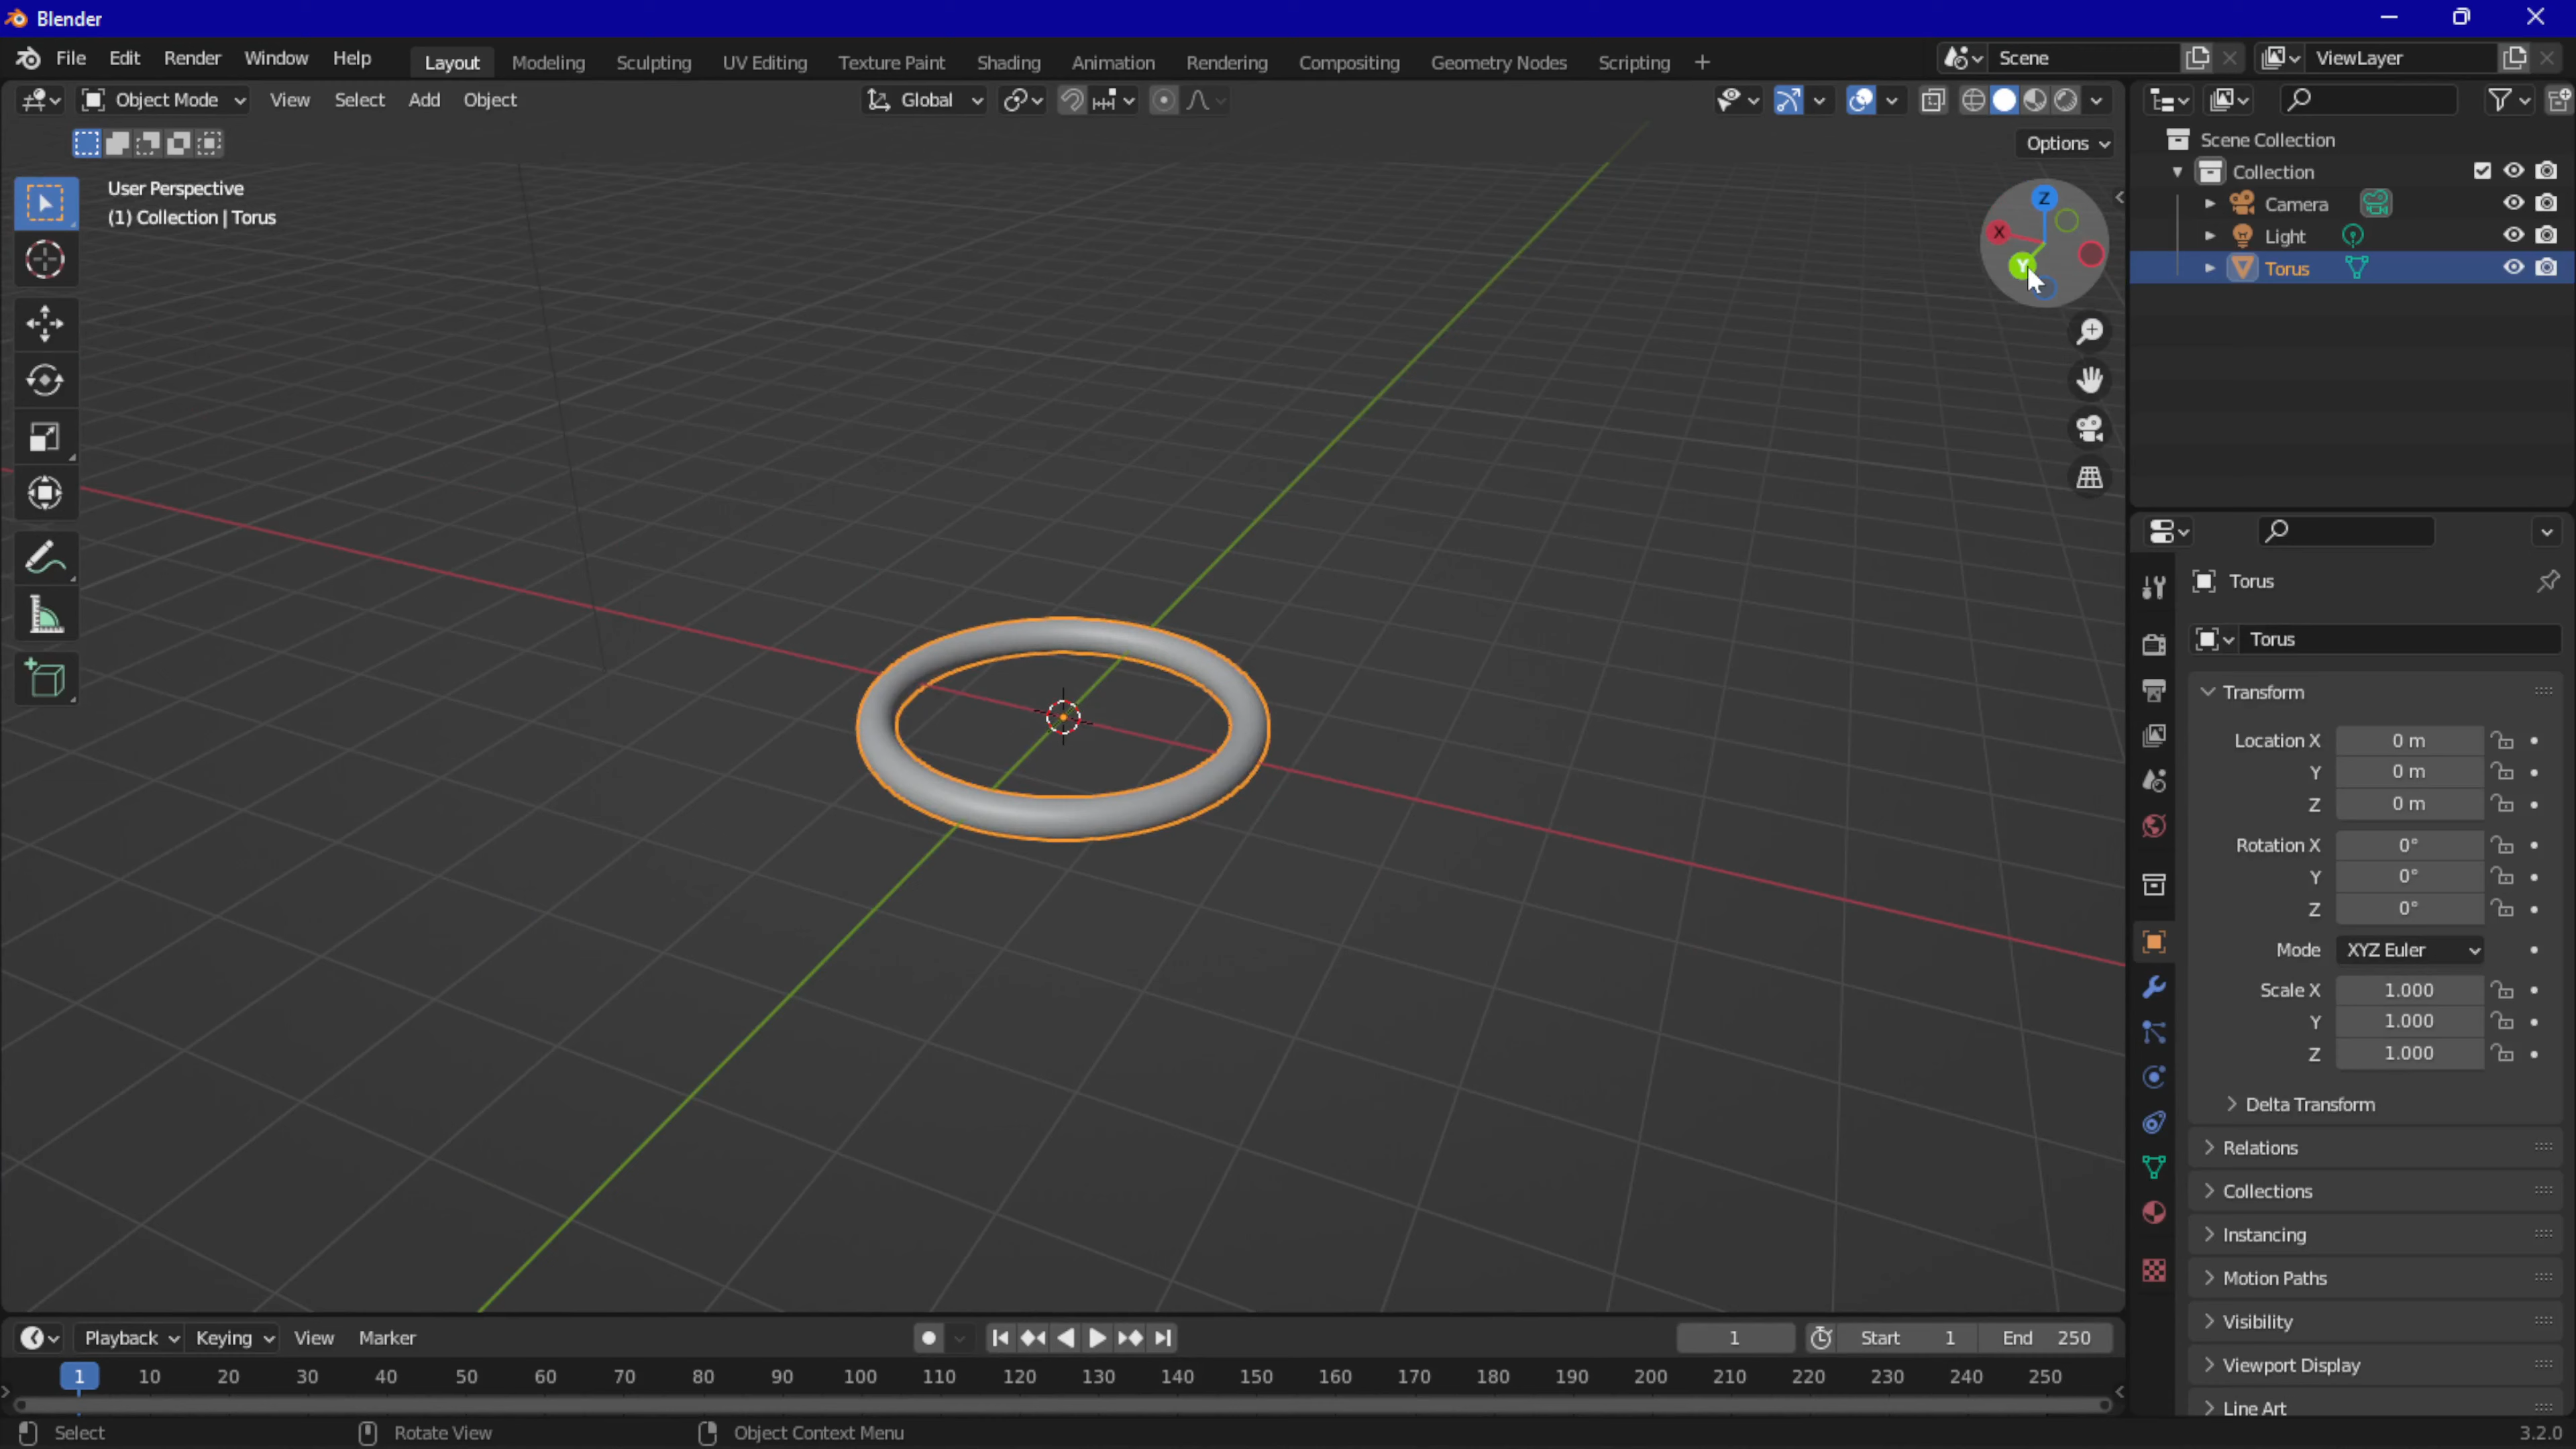 Blender
File Edit Render Window Help Layout Modeling Sculpting UV Editing Texture Paint Shading Animation Rendering Compositing Geometry Nodes Scripting + Scene ViewLayer
Object Mode View Select Add Object Global
Options
User Perspective
(1) Collection | Torus
Z
X
Y
Scene Collection
Collection
Camera
Light
Torus
Torus
Torus
Transform
Location X 0 m
Y 0 m
Z 0 m
Rotation X 0°
Y 0°
Z 0°
Mode XYZ Euler
Scale X 1.000
Y 1.000
Z 1.000
Delta Transform
Relations
Collections
Instancing
Motion Paths
Visibility
Viewport Display
Line Art
Playback Keying View Marker 1 Start 1 End 250
1 10 20 30 40 50 60 70 80 90 100 110 120 130 140 150 160 170 180 190 200 210 220 230 240 250
Select Rotate View Object Context Menu 3.2.0